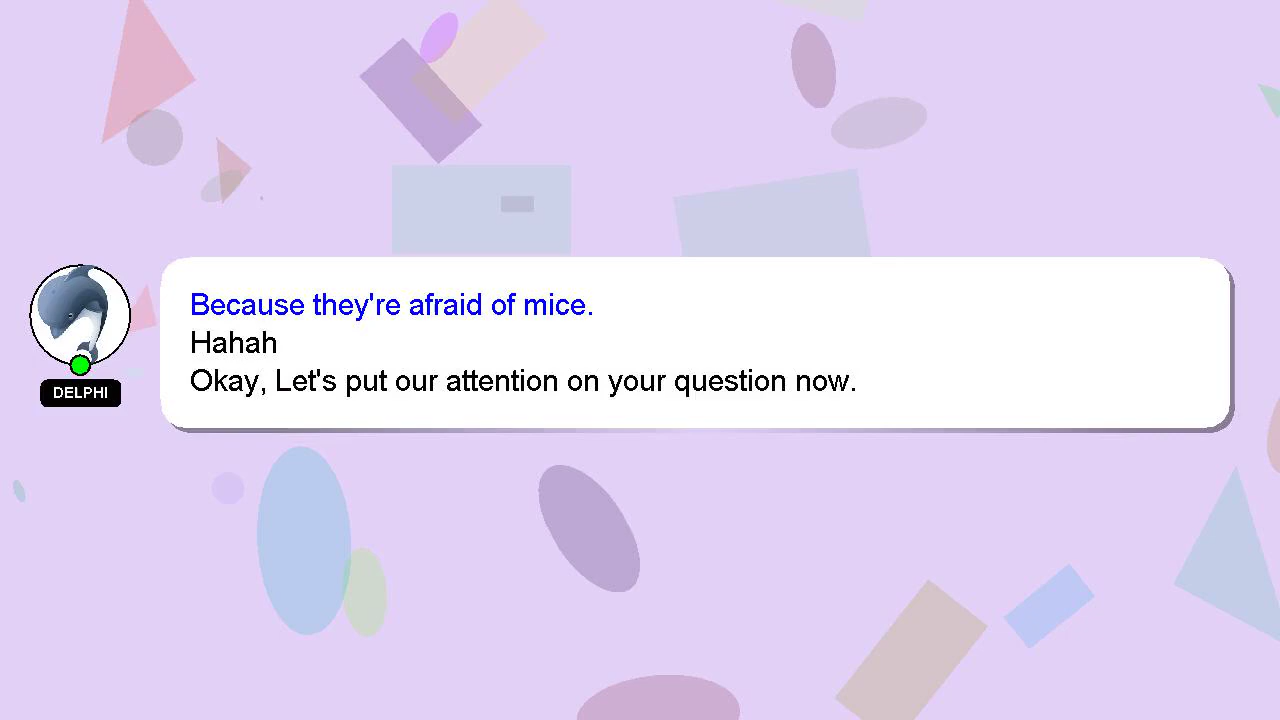 Because they're afraid of mice.
Hahah
Okay, Let's put our attention on your question now.
DELPHI